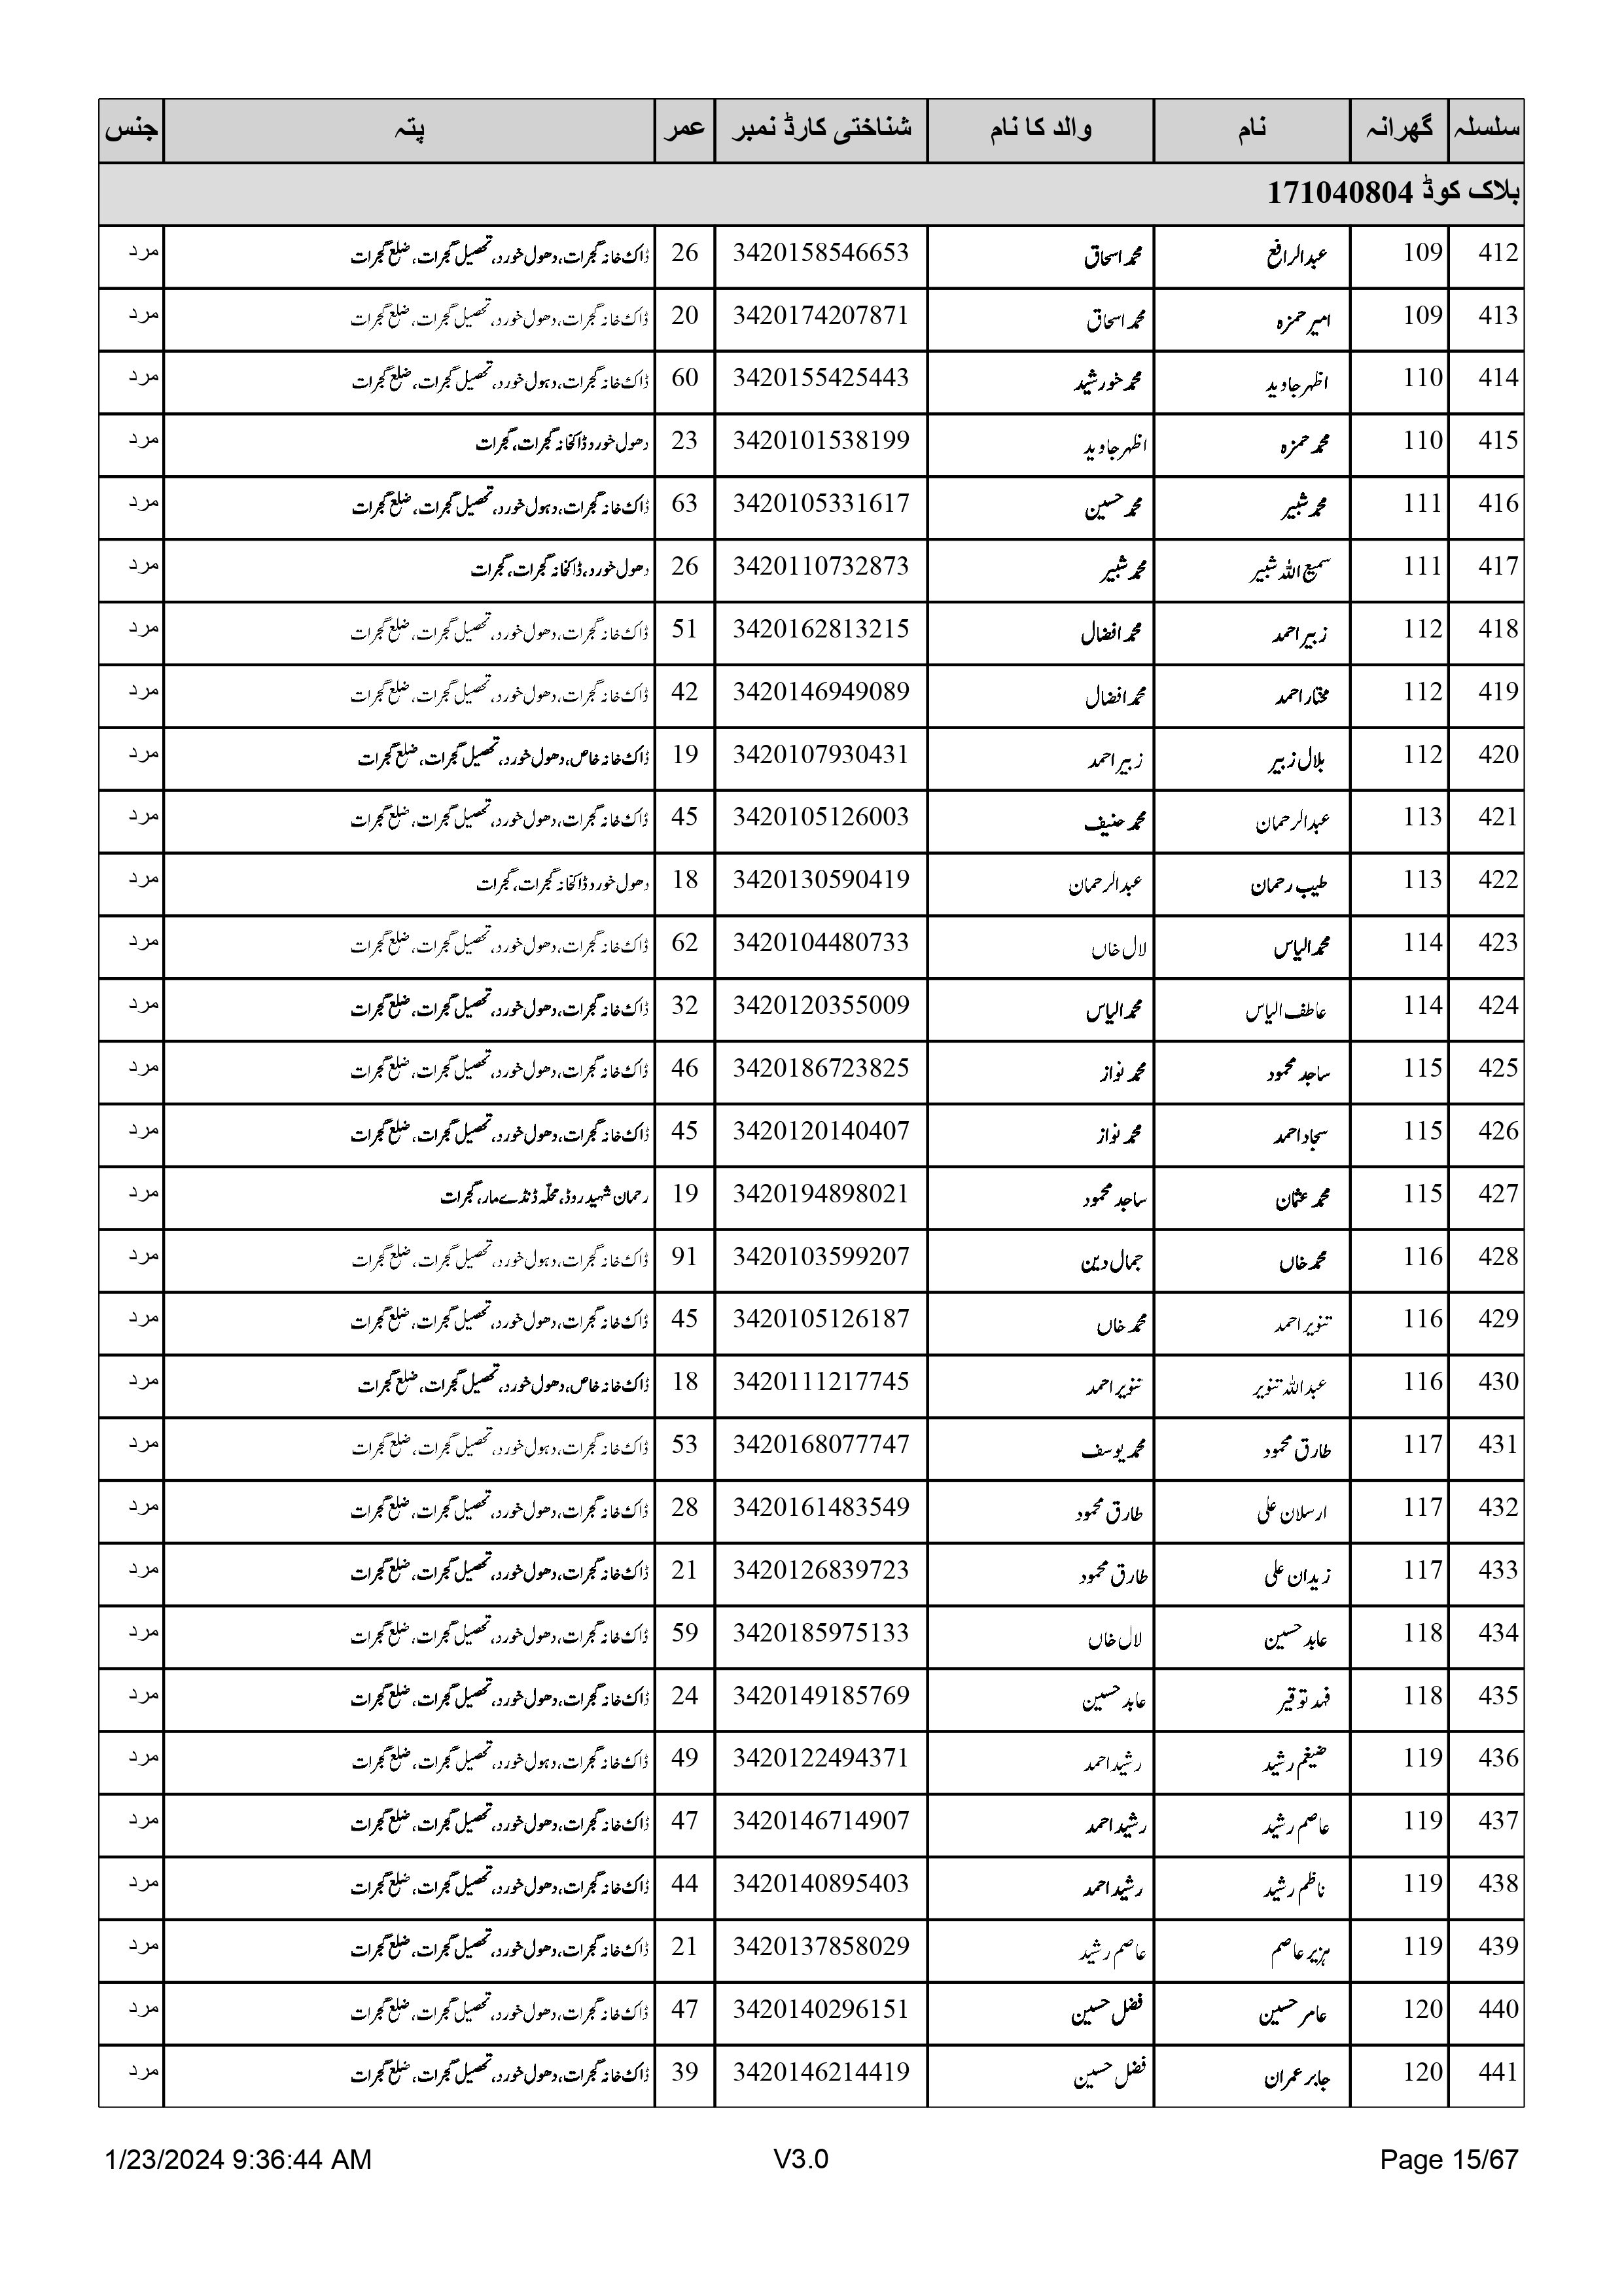 سلسلہ گھرانہ نام والد کا نام شناختی کارڈ نمبر عمر پتہ جنس
بلاک کوڈ 171040804
412 109 عبدالرافع محمد اسحاق 3420158546653 26 ڈاک خانہ گجرات، دھول خورد، تحصیل گجرات، ضلع گجرات مرد
413 109 امیر حمزہ محمد اسحاق 3420174207871 20 ڈاک خانہ گجرات، دھول خورد، تحصیل گجرات، ضلع گجرات مرد
414 110 اظہر جاوید محمد خورشید 3420155425443 60 ڈاک خانہ گجرات، دہول خورد، تحصیل گجرات، ضلع گجرات مرد
415 110 محمد حمزہ اظہر جاوید 3420101538199 23 دھول خورد ڈاکخانہ گجرات، گجرات مرد
416 111 محمد شبیر محمد حسین 3420105331617 63 ڈاک خانہ گجرات، دہول خورد، تحصیل گجرات، ضلع گجرات مرد
417 111 سمیع اللہ شبیر محمد شبیر 3420110732873 26 دھول خورد، ڈاکخانہ گجرات، گجرات مرد
418 112 زبیر احمد محمد افضال 3420162813215 51 ڈاک خانہ گجرات، دھول خورد، تحصیل گجرات، ضلع گجرات مرد
419 112 مختار احمد محمد افضال 3420146949089 42 ڈاک خانہ گجرات، دھول خورد، تحصیل گجرات، ضلع گجرات مرد
420 112 بلال زبیر زبیر احمد 3420107930431 19 ڈاک خانہ خاص، دھول خورد، تحصیل گجرات، ضلع گجرات مرد
421 113 عبدالرحمان محمد حنیف 3420105126003 45 ڈاک خانہ گجرات، دھول خورد، تحصیل گجرات، ضلع گجرات مرد
422 113 طیب رحمان عبدالرحمان 3420130590419 18 دھول خورد ڈاکخانہ گجرات، گجرات مرد
423 114 محمد الیاس لال خاں 3420104480733 62 ڈاک خانہ گجرات، دھول خورد، تحصیل گجرات، ضلع گجرات مرد
424 114 عاطف الیاس محمد الیاس 3420120355009 32 ڈاک خانہ گجرات، دھول خورد، تحصیل گجرات، ضلع گجرات مرد
425 115 ساجد محمود محمد نواز 3420186723825 46 ڈاک خانہ گجرات، دھول خورد، تحصیل گجرات، ضلع گجرات مرد
426 115 سجاد احمد محمد نواز 3420120140407 45 ڈاک خانہ گجرات، دھول خورد، تحصیل گجرات، ضلع گجرات مرد
427 115 محمد عثمان ساجد محمود 3420194898021 19 رحمان شہید روڈ، محلّہ ڈنڈے مار، گجرات مرد
428 116 محمد خاں جمال دین 3420103599207 91 ڈاک خانہ گجرات، دہول خورد، تحصیل گجرات، ضلع گجرات مرد
429 116 تنویر احمد محمد خاں 3420105126187 45 ڈاک خانہ گجرات، دھول خورد، تحصیل گجرات، ضلع گجرات مرد
430 116 عبداللہ تنویر تنویر احمد 3420111217745 18 ڈاک خانہ خاص، دھول خورد، تحصیل گجرات، ضلع گجرات مرد
431 117 طارق محمود محمد یوسف 3420168077747 53 ڈاک خانہ گجرات، دہول خورد، تحصیل گجرات، ضلع گجرات مرد
432 117 ارسلان علی طارق محمود 3420161483549 28 ڈاک خانہ گجرات، دھول خورد، تحصیل گجرات، ضلع گجرات مرد
433 117 زیدان علی طارق محمود 3420126839723 21 ڈاک خانہ گجرات، دھول خورد، تحصیل گجرات، ضلع گجرات مرد
434 118 عابد حسین لال خاں 3420185975133 59 ڈاک خانہ گجرات، دھول خورد، تحصیل گجرات، ضلع گجرات مرد
435 118 فہد توقیر عابد حسین 3420149185769 24 ڈاک خانہ گجرات، دھول خورد، تحصیل گجرات، ضلع گجرات مرد
436 119 ضیغم رشید رشید احمد 3420122494371 49 ڈاک خانہ گجرات، دہول خورد، تحصیل گجرات، ضلع گجرات مرد
437 119 عاصم رشید رشید احمد 3420146714907 47 ڈاک خانہ گجرات، دھول خورد، تحصیل گجرات، ضلع گجرات مرد
438 119 ناظم رشید رشید احمد 3420140895403 44 ڈاک خانہ گجرات، دھول خورد، تحصیل گجرات، ضلع گجرات مرد
439 119 ہزیر عاصم عاصم رشید 3420137858029 21 ڈاک خانہ گجرات، دھول خورد، تحصیل گجرات، ضلع گجرات مرد
440 120 عامر حسین فضل حسین 3420140296151 47 ڈاک خانہ گجرات، دھول خورد، تحصیل گجرات، ضلع گجرات مرد
441 120 جابر عمران فضل حسین 3420146214419 39 ڈاک خانہ گجرات، دھول خورد، تحصیل گجرات، ضلع گجرات مرد
1/23/2024 9:36:44 AM V3.0 Page 15/67